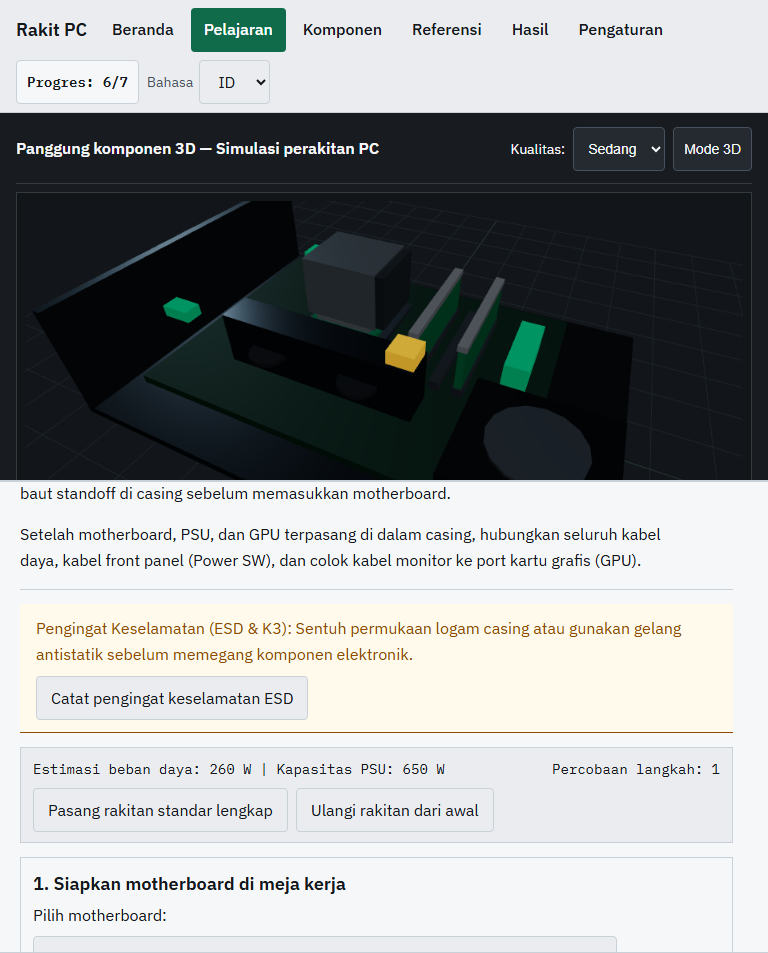 Rakit PC
Beranda
Pelajaran
Komponen
Referensi
Hasil
Pengaturan
Progres: 6/7
Bahasa
ID
Panggung komponen 3D — Simulasi perakitan PC
Kualitas:
Sedang
Mode 3D
baut standoff di casing sebelum memasukkan motherboard.
Setelah motherboard, PSU, dan GPU terpasang di dalam casing, hubungkan seluruh kabel
daya, kabel front panel (Power SW), dan colok kabel monitor ke port kartu grafis (GPU).
Pengingat Keselamatan (ESD & K3): Sentuh permukaan logam casing atau gunakan gelang
antistatik sebelum memegang komponen elektronik.
Catat pengingat keselamatan ESD
Estimasi beban daya: 260 W | Kapasitas PSU: 650 W
Percobaan langkah: 1
Pasang rakitan standar lengkap
Ulangi rakitan dari awal
1. Siapkan motherboard di meja kerja
Pilih motherboard: